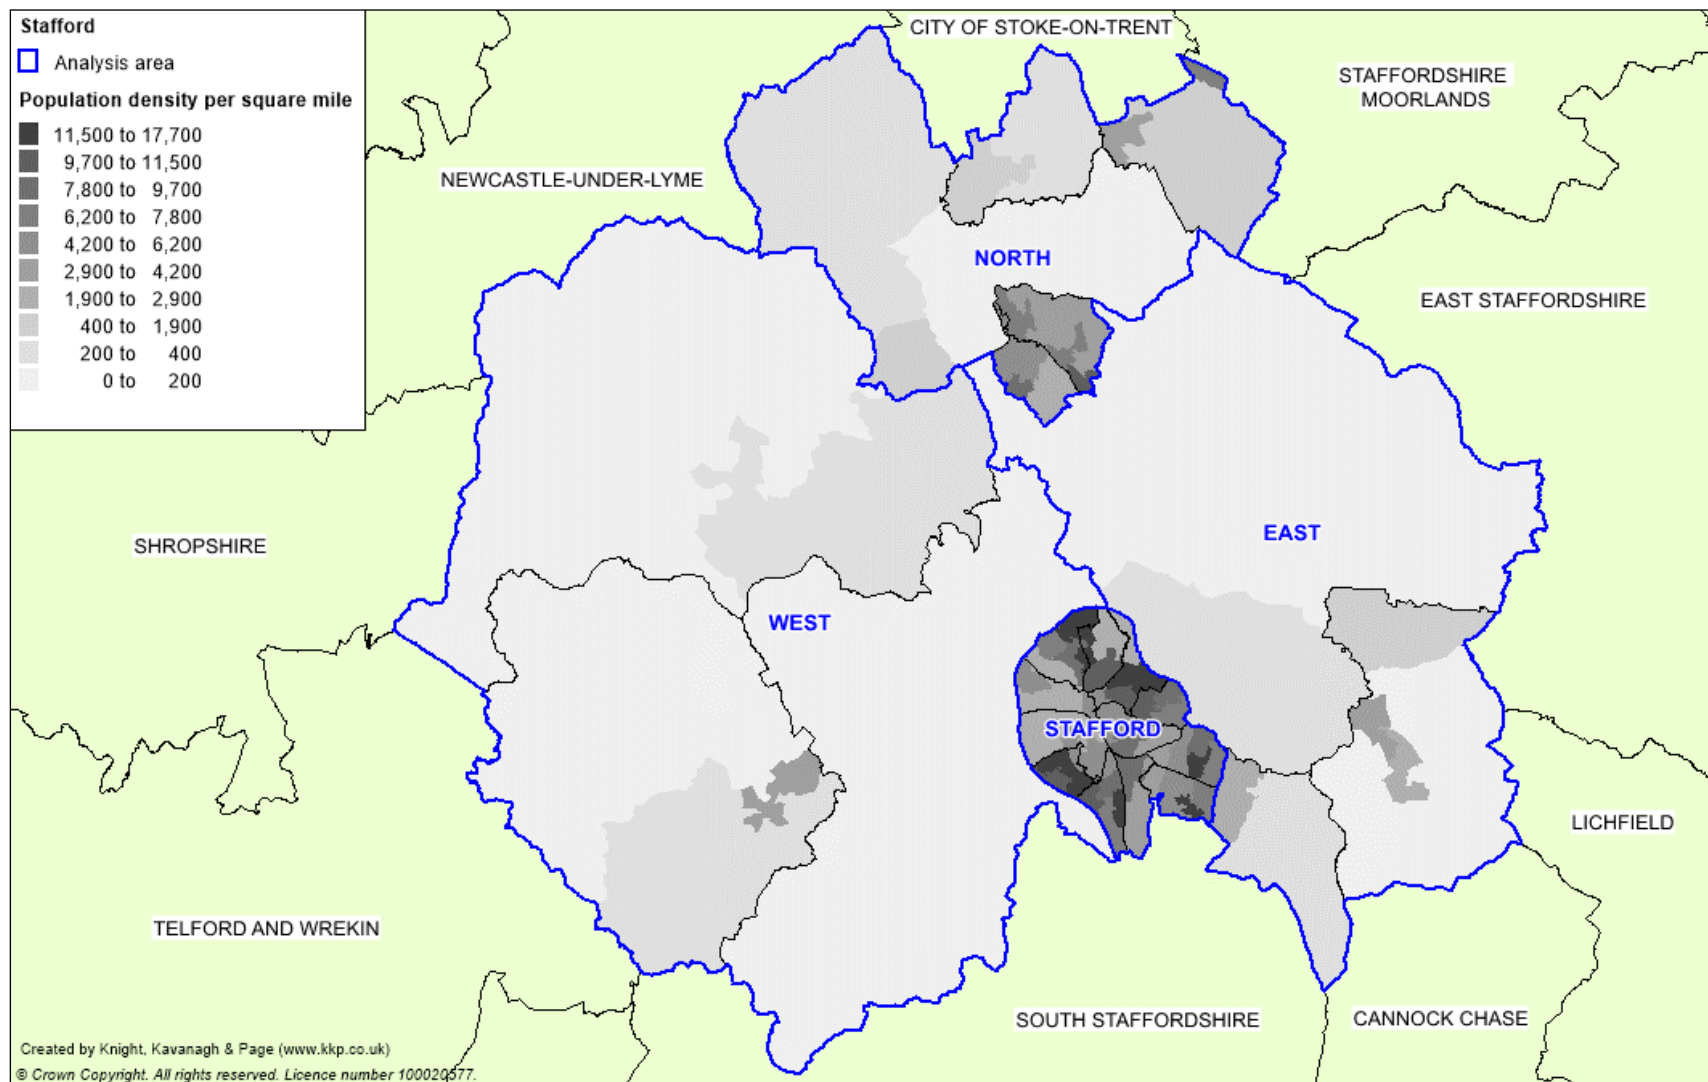 Stafford
Analysis area
Population density per square mile
11,500 to 17,700
9,700 to 11,500
7,800 to 9,700
6,200 to 7,800
4,200 to 6,200
2,900 to 4,200
1,900 to 2,900
400 to 1,900
200 to 400
0 to 200
CITY OF STOKE-ON-TRENT
STAFFORDSHIRE
MOORLANDS
NEWCASTLE-UNDER-LYME
NORTH
EAST STAFFORDSHIRE
EAST
SHROPSHIRE
WEST
STAFFORD
LICHFIELD
TELFORD AND WREKIN
SOUTH STAFFORDSHIRE
CANNOCK CHASE
Created by Knight, Kavanagh & Page (www.kkp.co.uk)
© Crown Copyright. All rights reserved. Licence number 100020577.